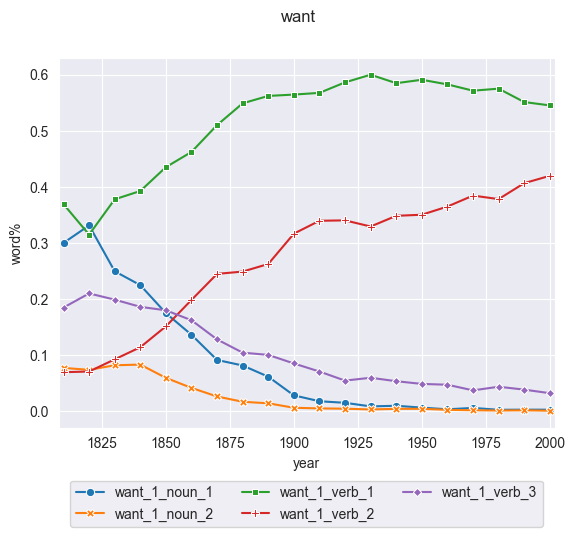 want
0.6
0.5
0.4
0.3
0.2
0.1
0.0
word%
1825 1850 1875 1900 1925 1950 1975 2000
year
want_1_noun_1 want_1_verb_1 want_1_verb_3
want_1_noun_2 want_1_verb_2